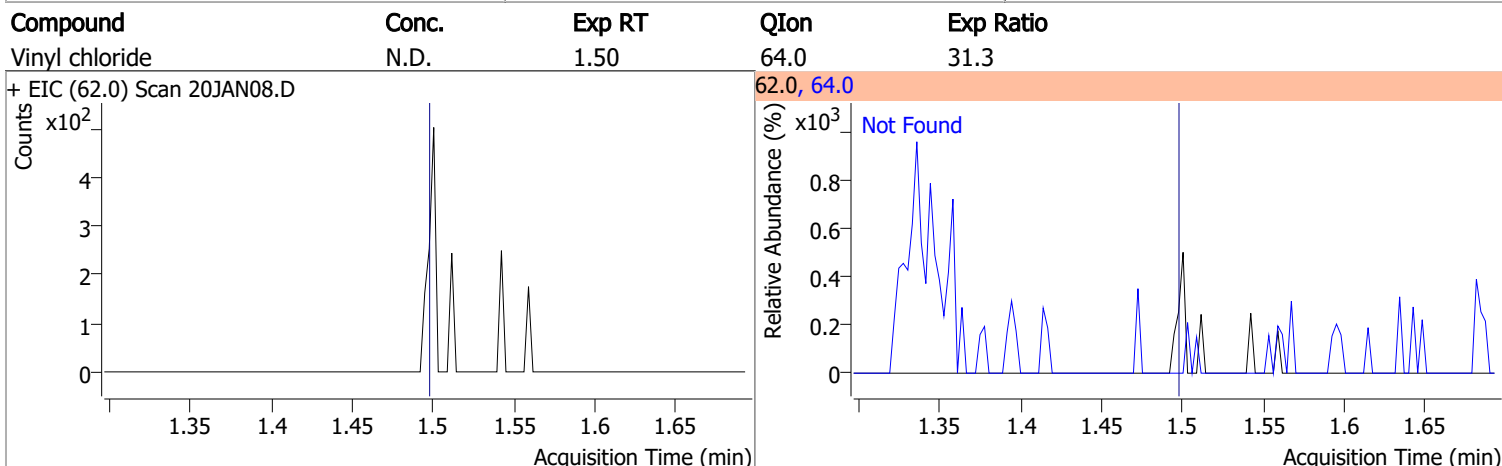 Compound Conc. Exp RT QIon Exp Ratio
Vinyl chloride N.D. 1.50 64.0 31.3
+ EIC (62.0) Scan 20JAN08.D
Counts
x10²
4
3
2
1
0
1.35 1.4 1.45 1.5 1.55 1.6 1.65
Acquisition Time (min)
62.0, 64.0
Relative Abundance (%)
x10³
Not Found
0.8
0.6
0.4
0.2
0
1.35 1.4 1.45 1.5 1.55 1.6 1.65
Acquisition Time (min)